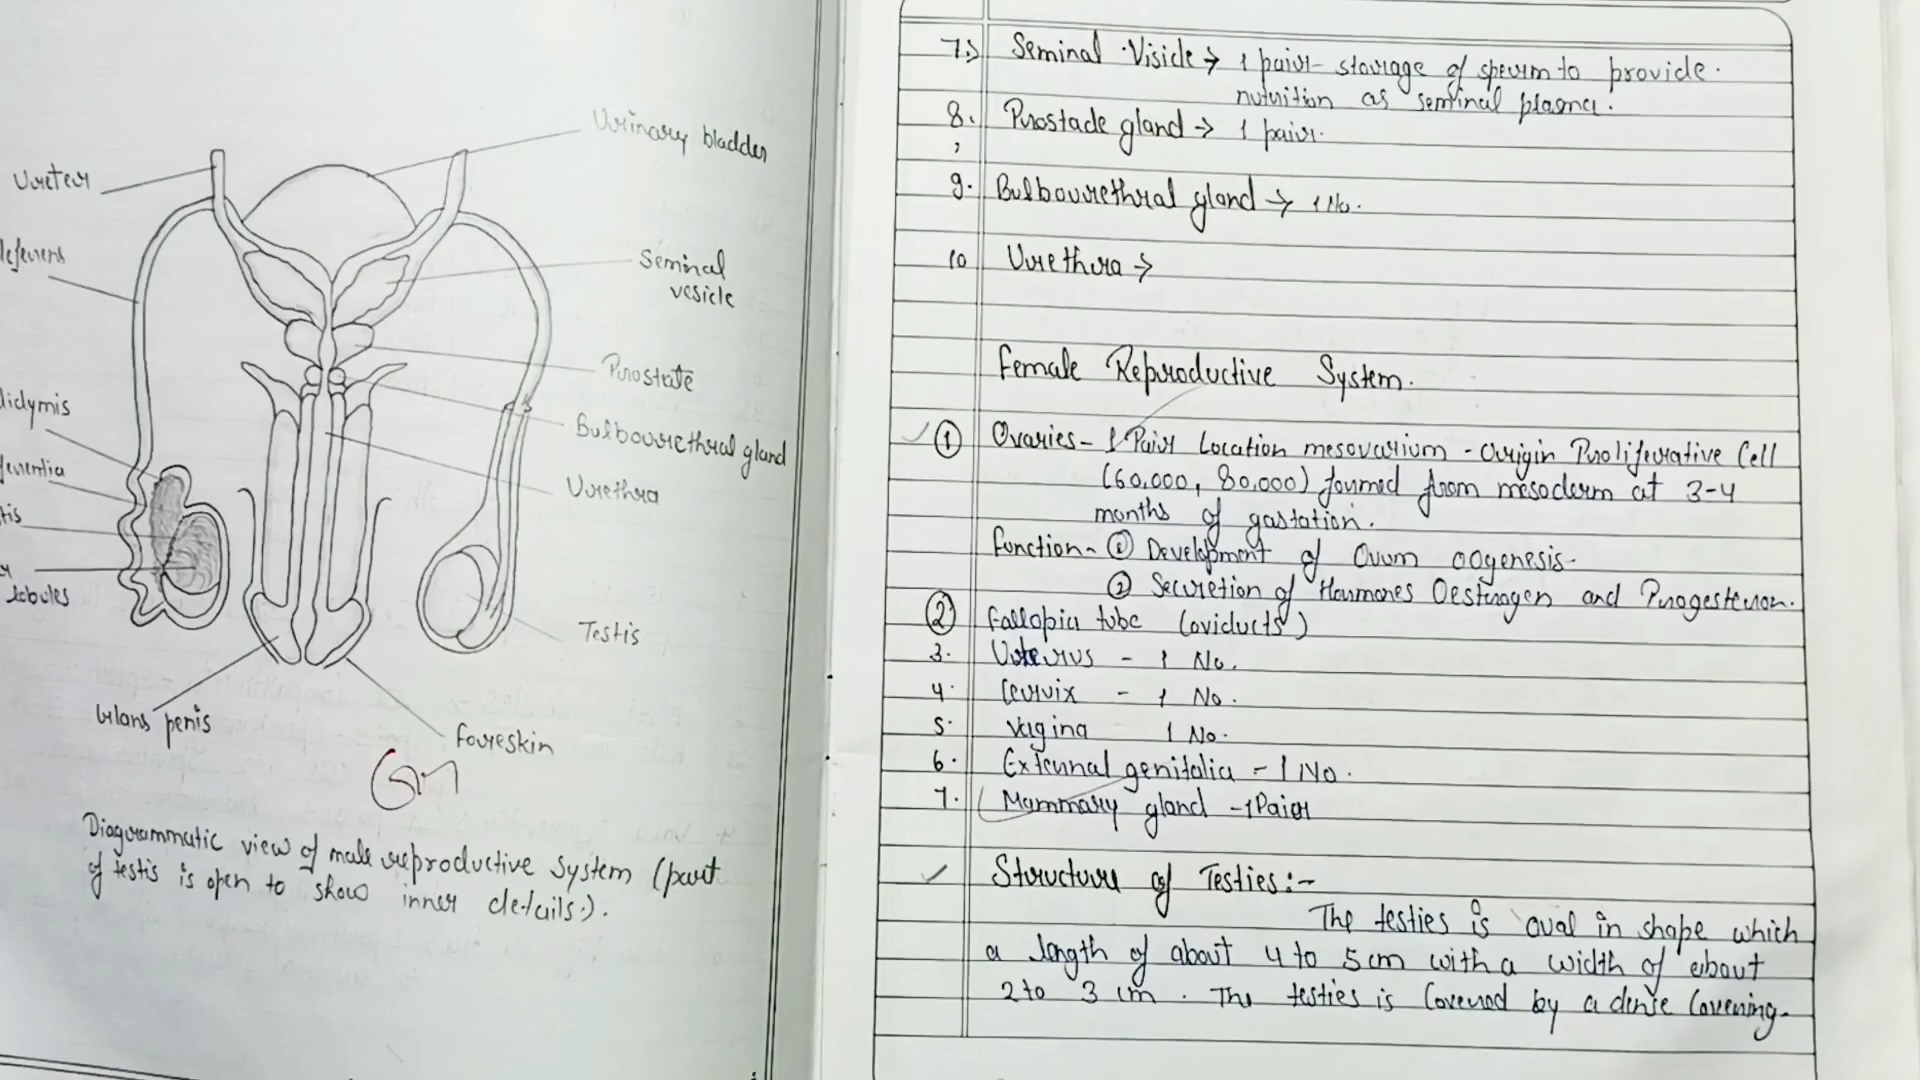 Urinary bladder
Ureter
deferens
Seminal
vesicle
Prostate
Bulbourethral gland
Urethra
Testis
lobules
Glans penis
Foreskin
Diagrammatic view of male reproductive system (part
of testis is open to show inner details.).
7.) Seminal Visicle → 1 pair - storage of sperm to provide.
nutrition as seminal plasma.
8. Prostade gland → 1 pair.
9. Bulbourethral gland → 1 No.
10 Urethra →
Female Reproductive System.
① Ovaries - 1 Pair Location mesovarium - Origin Proliferative Cell
(60,000, 80,000) formed from mesoderm at 3-4
months of gastation.
Function - ① Development of Ovum oogenesis.
② Secretion of Harmones Oestragen and Progesteron.
② Fallopia tube (oviducts)
3. Uterus - 1 No.
4. Cervix - 1 No.
5. Vagina 1 No.
6. External genitalia - 1 No.
7. Mammary gland - 1 Pair
Structure of Testies:-
The testies is oval in shape which
a length of about 4 to 5 cm with a width of about
2 to 3 cm. The testies is Covered by a dense Covering-